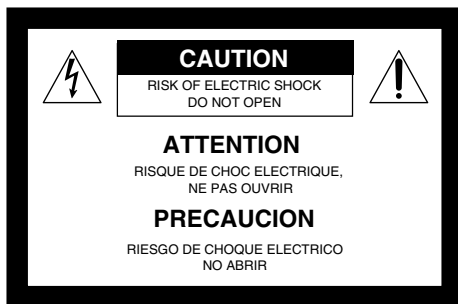 CAUTION
RISK OF ELECTRIC SHOCK
DO NOT OPEN
ATTENTION
RISQUE DE CHOC ELECTRIQUE,
NE PAS OUVRIR
PRECAUCION
RIESGO DE CHOQUE ELECTRICO
NO ABRIR